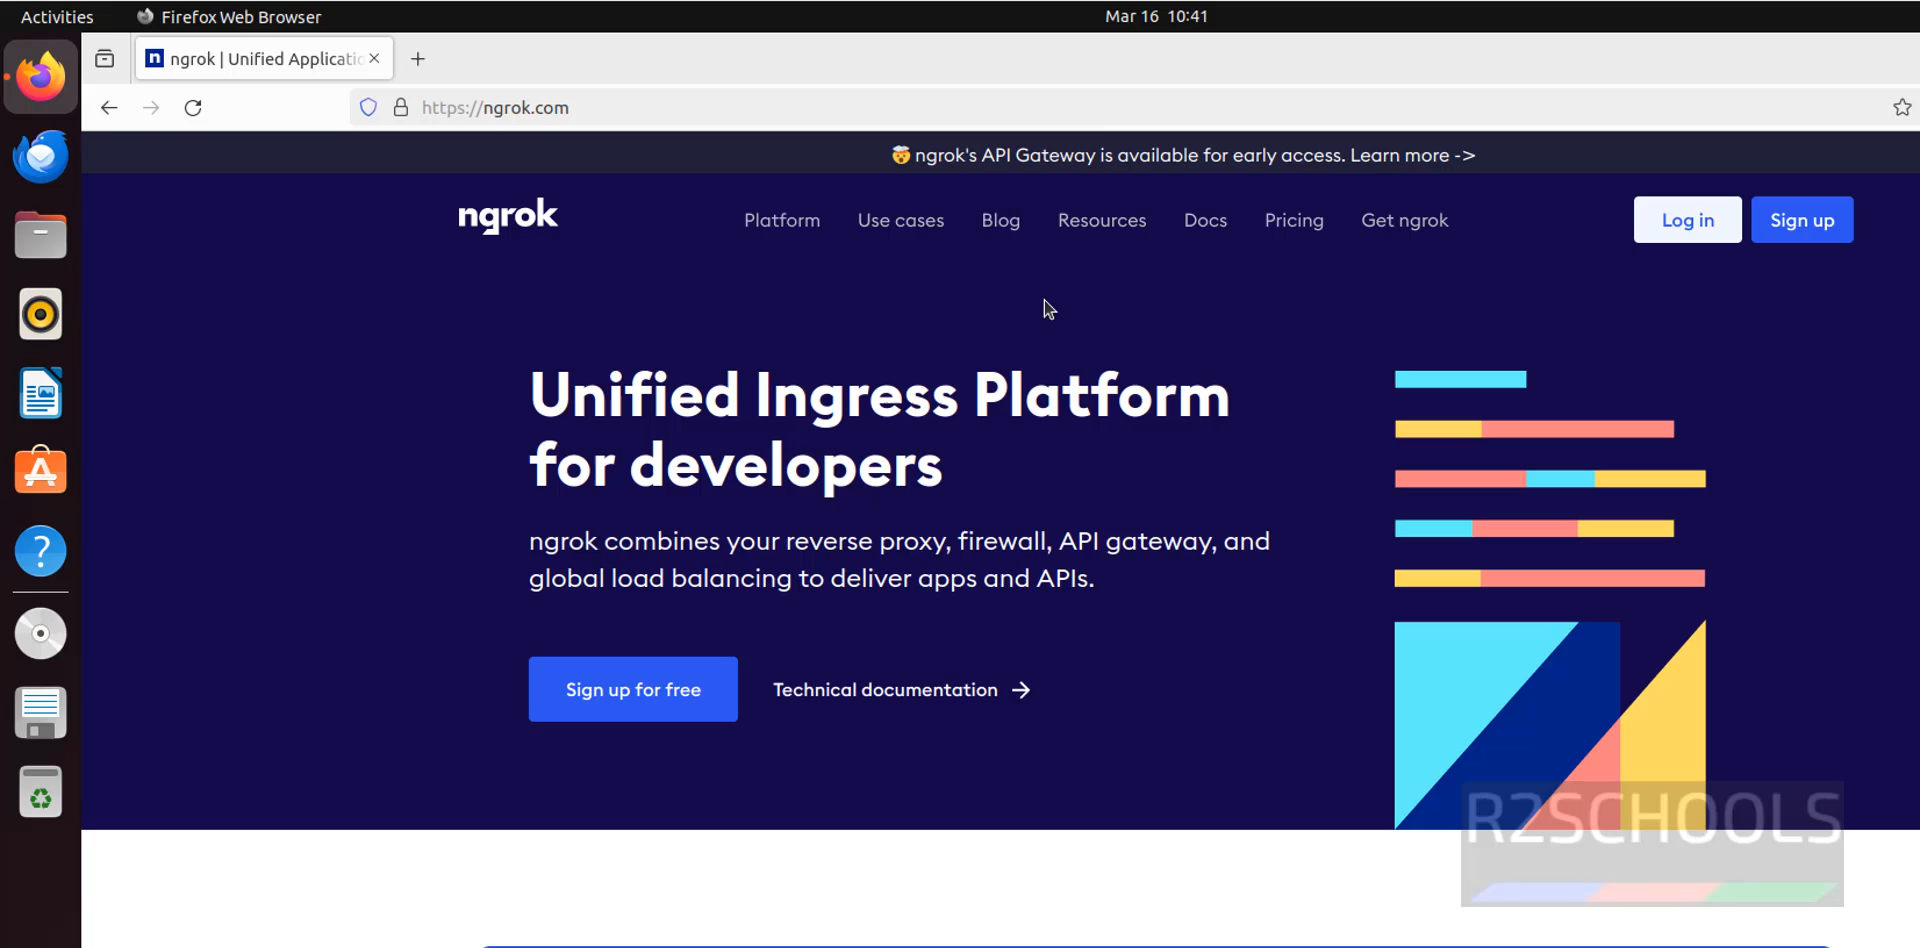 Activities
Firefox Web Browser
Mar 16 10:41
ngrok | Unified Applicatio
https://ngrok.com
🤯 ngrok's API Gateway is available for early access. Learn more ->
ngrok
Platform
Use cases
Blog
Resources
Docs
Pricing
Get ngrok
Log in
Sign up
Unified Ingress Platform
for developers
ngrok combines your reverse proxy, firewall, API gateway, and
global load balancing to deliver apps and APIs.
Sign up for free
Technical documentation →
R2SCHOOLS